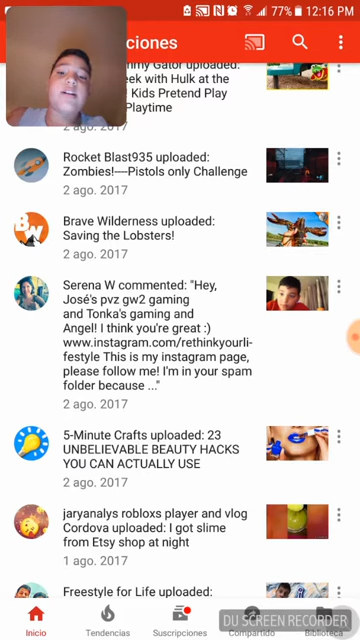 77% 12:16 PM
ciones
mmy Gator uploaded:
eek with Hulk at the
! Kids Pretend Play
Playtime
2 ago. 2017
Rocket Blast935 uploaded:
Zombies!----Pistols only Challenge
2 ago. 2017
Brave Wilderness uploaded:
Saving the Lobsters!
2 ago. 2017
BW
Serena W commented: "Hey,
José's pvz gw2 gaming
and Tonka's gaming and
Angel! I think you're great :)
www.instagram.com/rethinkyourli-
festyle This is my instagram page,
please follow me! I'm in your spam
folder because ..."
2 ago. 2017
5-Minute Crafts uploaded: 23
UNBELIEVABLE BEAUTY HACKS
YOU CAN ACTUALLY USE
2 ago. 2017
jaryanalys robloxs player and vlog
Cordova uploaded: I got slime
from Etsy shop at night
1 ago. 2017
Freestyle for Life uploaded:
DU SCREEN RECORDER
Inicio Tendencias Suscripciones Compartido Biblioteca